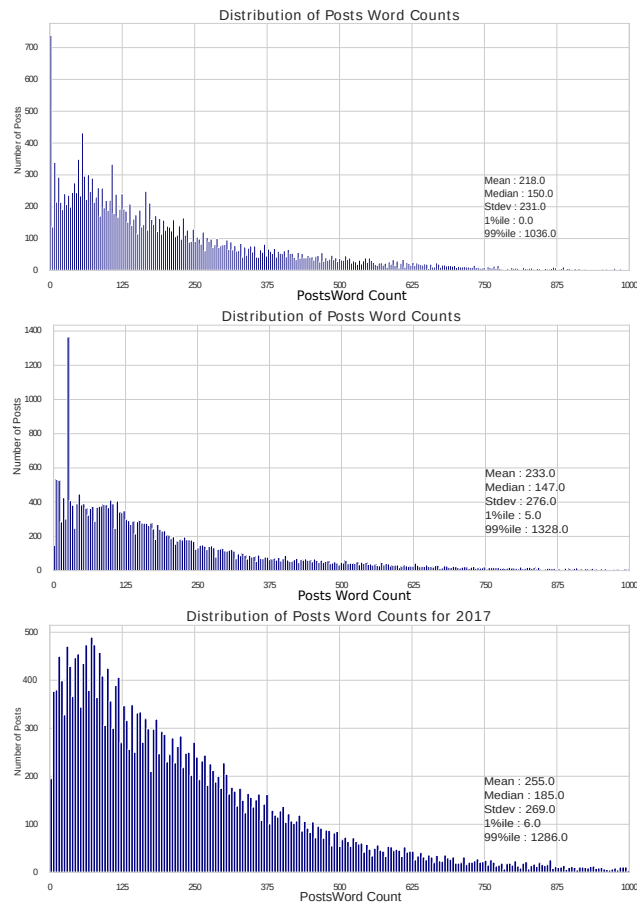 Distribution of Posts Word Counts
700
600
500
400
300
200
100
0
Number of Posts
Mean : 218.0
Median : 150.0
Stdev : 231.0
1%ile : 0.0
99%ile : 1036.0
0 125 250 375 500 625 750 875 1000
PostsWord Count
Distribution of Posts Word Counts
1400
1200
1000
800
600
400
200
0
Number of Posts
Mean : 233.0
Median : 147.0
Stdev : 276.0
1%ile : 5.0
99%ile : 1328.0
0 125 250 375 500 625 750 875 1000
Posts Word Count
Distribution of Posts Word Counts for 2017
500
400
300
200
100
0
Number of Posts
Mean : 255.0
Median : 185.0
Stdev : 269.0
1%ile : 6.0
99%ile : 1286.0
0 125 250 375 500 625 750 875 1000
PostsWord Count